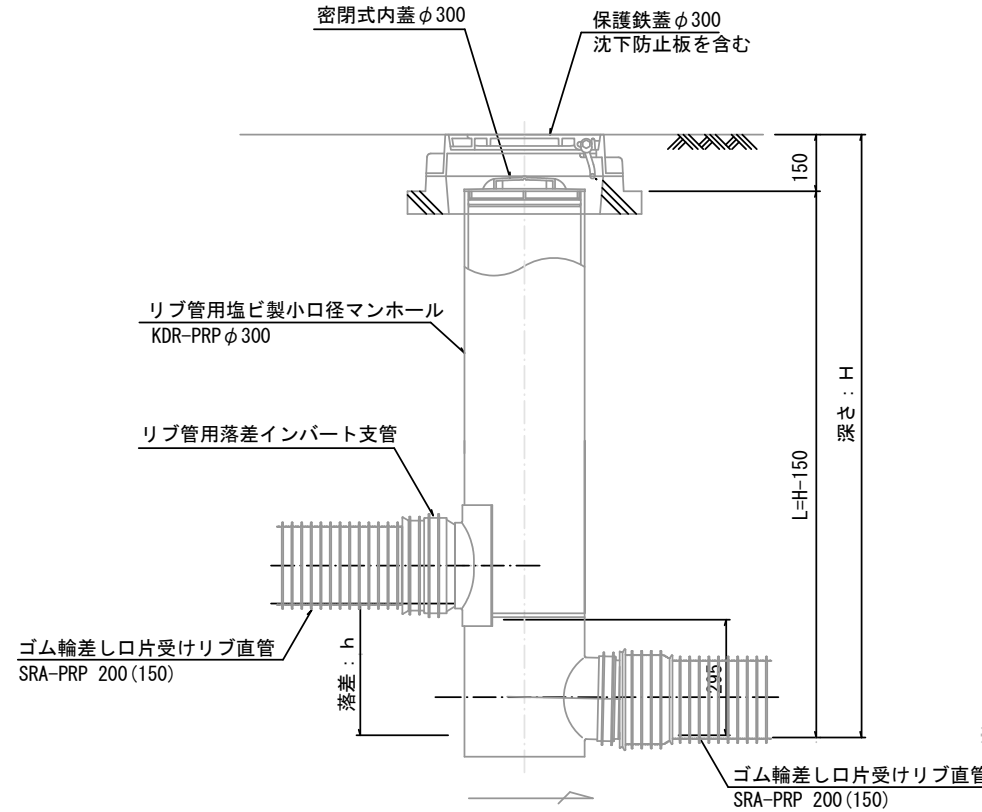 密閉式内蓋φ300
保護鉄蓋φ300
沈下防止板を含む
150
リブ管用塩ビ製小口径マンホール
KDR-PRPφ300
深さ：H
リブ管用落差インバート支管
L=H-150
ゴム輪差し口片受けリブ直管
SRA-PRP 200(150)
落差：h
295
ゴム輪差し口片受けリブ直管
SRA-PRP 200(150)